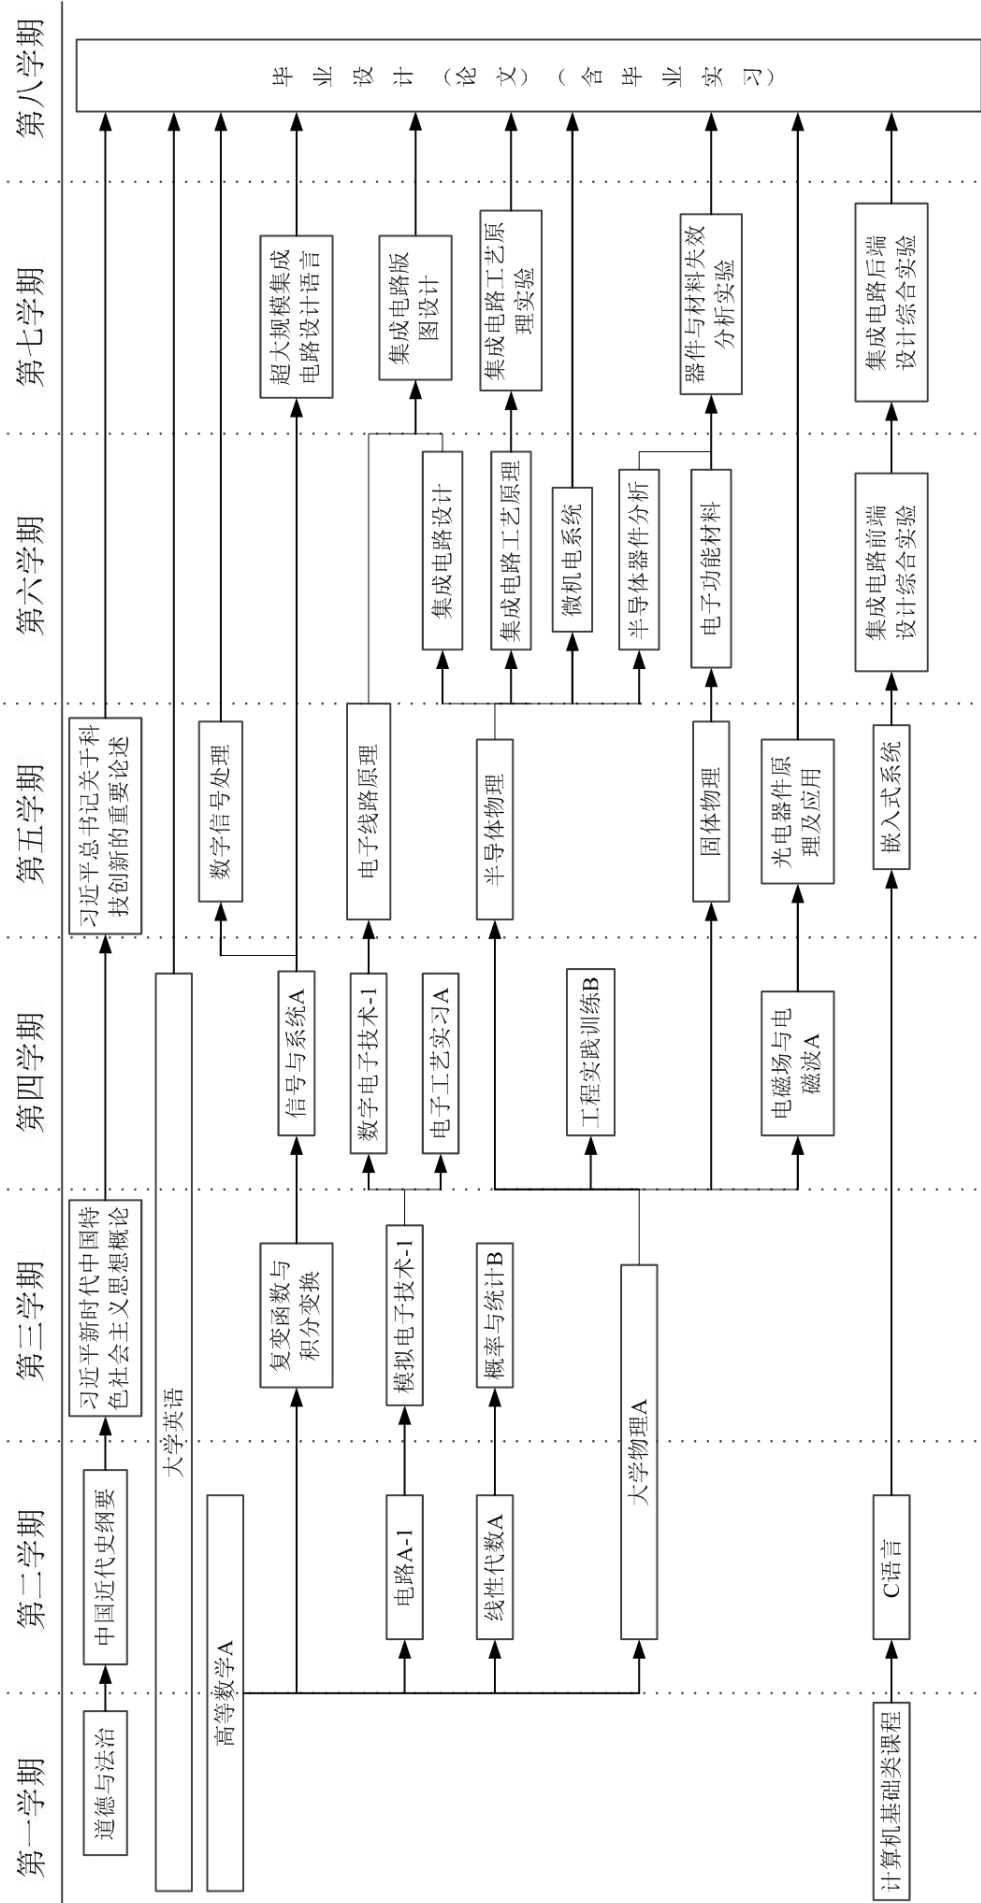 第一学期
第二学期
第三学期
第四学期
第五学期
第六学期
第七学期
第八学期
道德与法治
中国近代史纲要
习近平新时代中国特
色社会主义思想概论
习近平总书记关于科
技创新的重要论述
大学英语
高等数学A
数字信号处理
复变函数与
积分变换
信号与系统A
超大规模集成
电路设计语言
电路A-1
模拟电子技术-1
数字电子技术-1
电子工艺实习A
电子线路原理
集成电路版
图设计
集成电路设计
线性代数A
概率与统计B
半导体物理
集成电路工艺原理
集成电路工艺原
理实验
工程实践训练B
微机电系统
大学物理A
半导体器件分析
固体物理
电子功能材料
器件与材料失效
分析实验
电磁场与电
磁波A
光电器件原
理及应用
计算机基础类课程
C语言
嵌入式系统
集成电路前端
设计综合实验
集成电路后端
设计综合实验
毕业设计（论文）（含毕业实习）